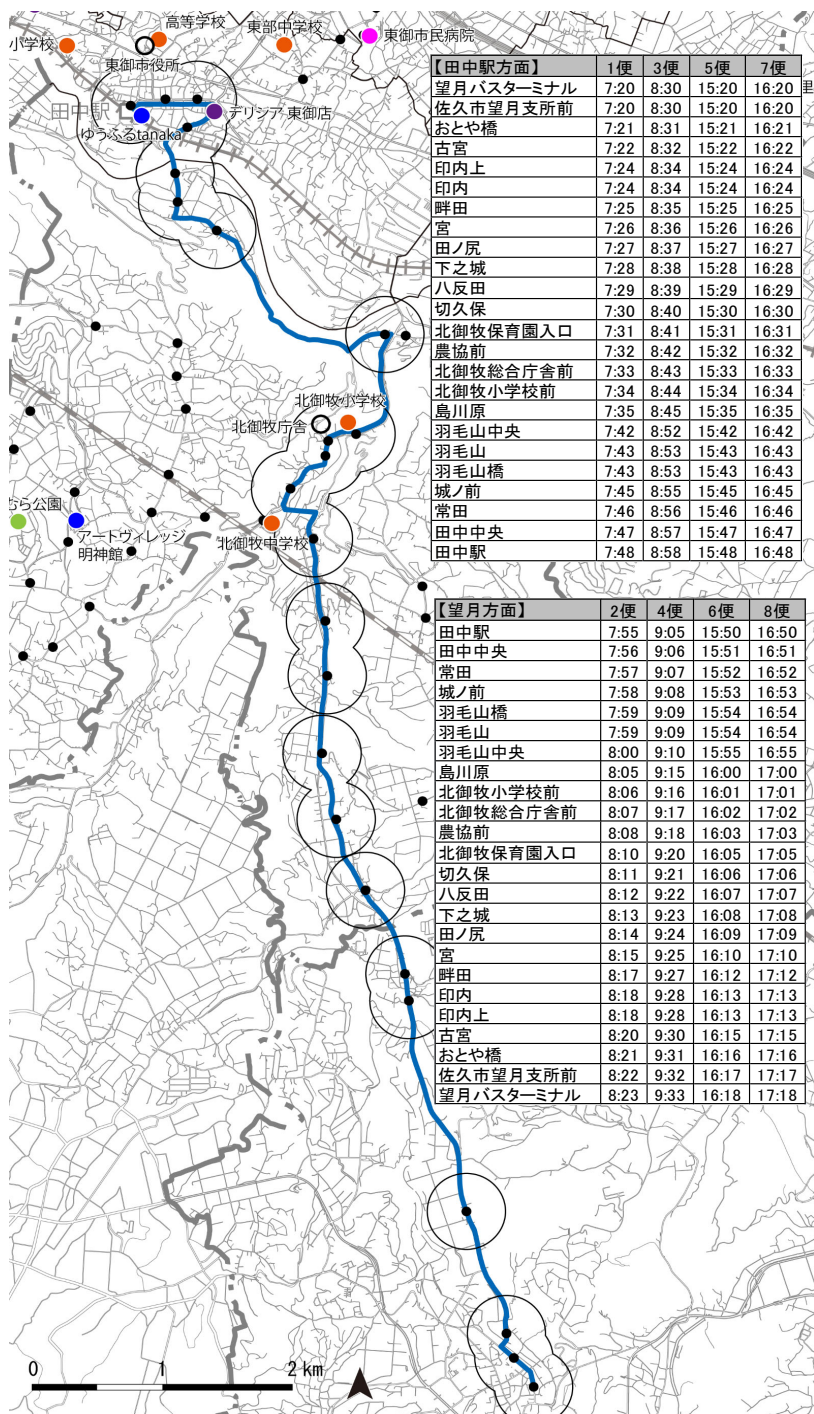 高等学校
小学校
東部中学校
東御市民病院
東御市役所
田中駅
デリシア 東御店
ゆうふるtanaka
【田中駅方面】 1便 3便 5便 7便
望月バスターミナル 7:20 8:30 15:20 16:20
佐久市望月支所前 7:20 8:30 15:20 16:20
おとや橋 7:21 8:31 15:21 16:21
古宮 7:22 8:32 15:22 16:22
印内上 7:24 8:34 15:24 16:24
印内 7:24 8:34 15:24 16:24
畔田 7:25 8:35 15:25 16:25
宮 7:26 8:36 15:26 16:26
田ノ尻 7:27 8:37 15:27 16:27
下之城 7:28 8:38 15:28 16:28
八反田 7:29 8:39 15:29 16:29
切久保 7:30 8:40 15:30 16:30
北御牧保育園入口 7:31 8:41 15:31 16:31
農協前 7:32 8:42 15:32 16:32
北御牧総合庁舎前 7:33 8:43 15:33 16:33
北御牧小学校前 7:34 8:44 15:34 16:34
島川原 7:35 8:45 15:35 16:35
羽毛山中央 7:42 8:52 15:42 16:42
羽毛山 7:43 8:53 15:43 16:43
羽毛山橋 7:43 8:53 15:43 16:43
城ノ前 7:45 8:55 15:45 16:45
常田 7:46 8:56 15:46 16:46
田中中央 7:47 8:57 15:47 16:47
田中駅 7:48 8:58 15:48 16:48
里
北御牧小学校
北御牧庁舎
むら公園
アートヴィレッジ
明神館
北御牧中学校
【望月方面】 2便 4便 6便 8便
田中駅 7:55 9:05 15:50 16:50
田中中央 7:56 9:06 15:51 16:51
常田 7:57 9:07 15:52 16:52
城ノ前 7:58 9:08 15:53 16:53
羽毛山橋 7:59 9:09 15:54 16:54
羽毛山 7:59 9:09 15:54 16:54
羽毛山中央 8:00 9:10 15:55 16:55
島川原 8:05 9:15 16:00 17:00
北御牧小学校前 8:06 9:16 16:01 17:01
北御牧総合庁舎前 8:07 9:17 16:02 17:02
農協前 8:08 9:18 16:03 17:03
北御牧保育園入口 8:10 9:20 16:05 17:05
切久保 8:11 9:21 16:06 17:06
八反田 8:12 9:22 16:07 17:07
下之城 8:13 9:23 16:08 17:08
田ノ尻 8:14 9:24 16:09 17:09
宮 8:15 9:25 16:10 17:10
畔田 8:17 9:27 16:12 17:12
印内 8:18 9:28 16:13 17:13
印内上 8:18 9:28 16:13 17:13
古宮 8:20 9:30 16:15 17:15
おとや橋 8:21 9:31 16:16 17:16
佐久市望月支所前 8:22 9:32 16:17 17:17
望月バスターミナル 8:23 9:33 16:18 17:18
0 1 2 km